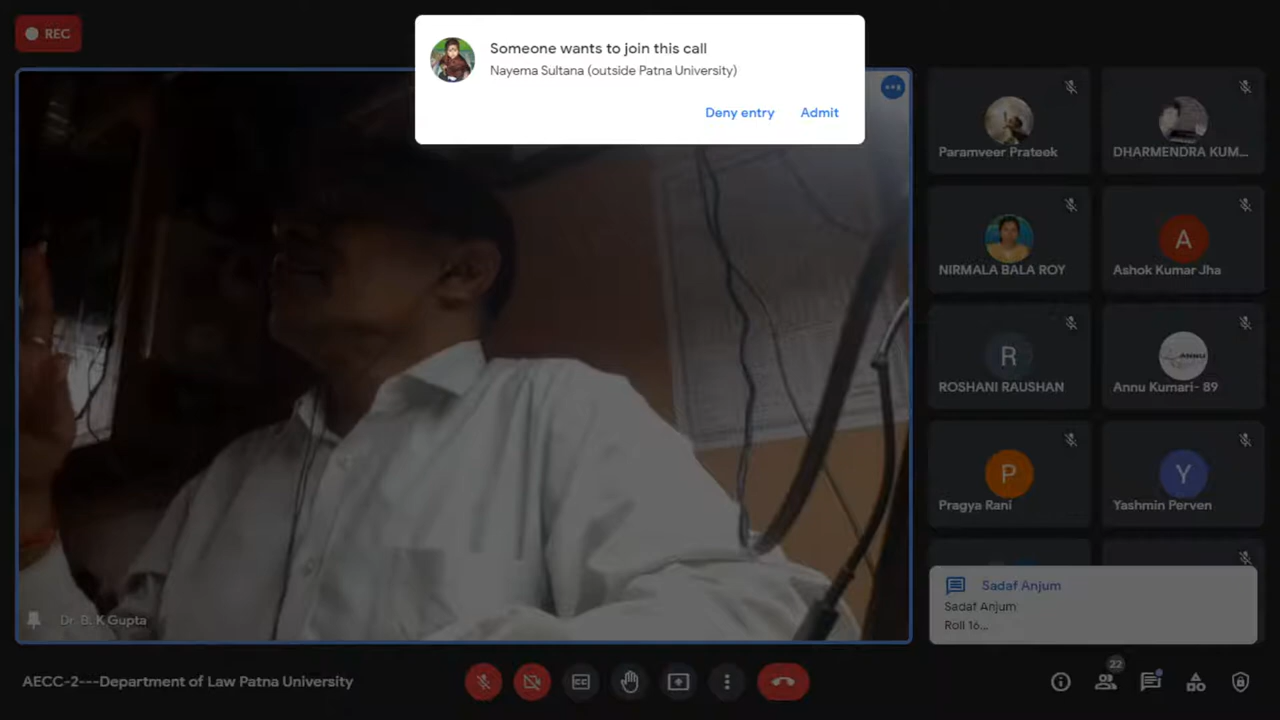 REC
Someone wants to join this call
Nayema Sultana (outside Patna University)
Deny entry
Admit
Paramveer Prateek
DHARMENDRA KUM...
NIRMALA BALA ROY
A
Ashok Kumar Jha
R
ROSHANI RAUSHAN
ANNU
Annu Kumari- 89
P
Pragya Rani
Y
Yashmin Perven
Sadaf Anjum
Sadaf Anjum
Roll 16...
Dr. B. K Gupta
AECC-2---Department of Law Patna University
CC
22